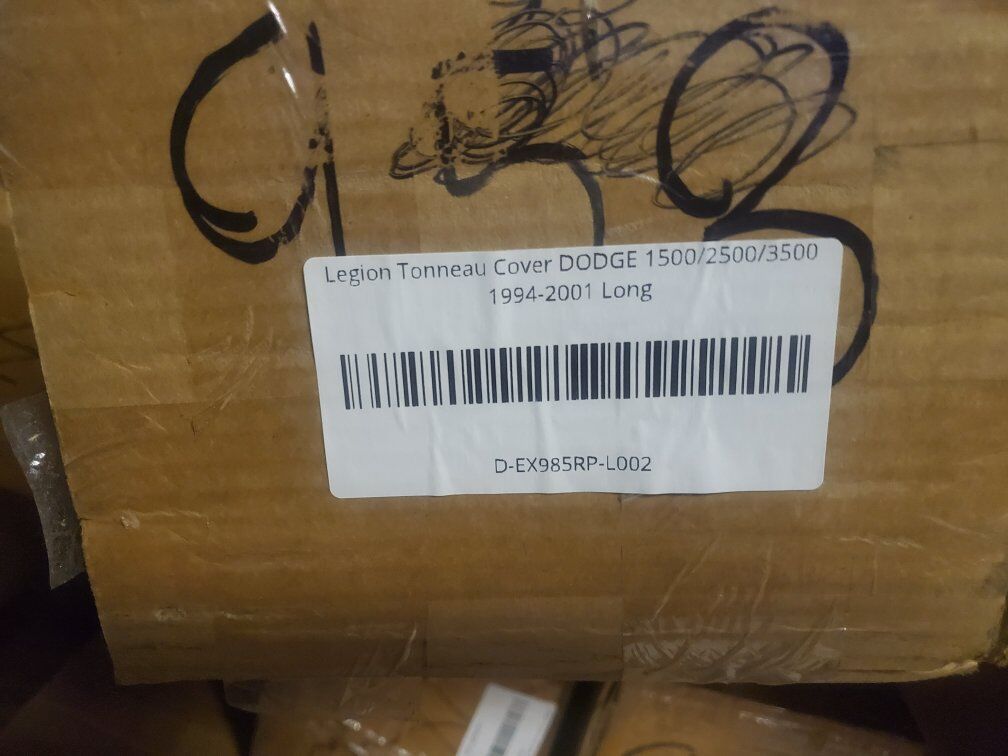 Legion Tonneau Cover DODGE 1500/2500/3500
1994-2001 Long
D-EX985RP-L002